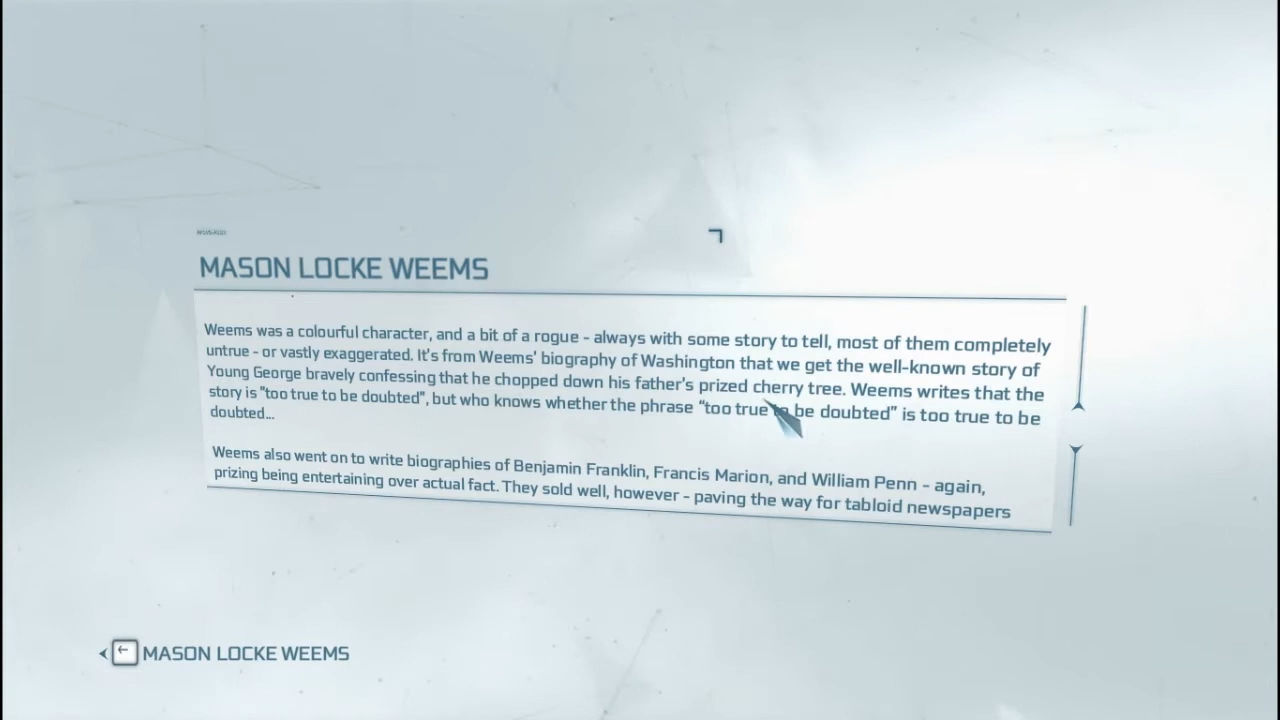 MASON LOCKE WEEMS
Weems was a colourful character, and a bit of a rogue - always with some story to tell, most of them completely
untrue - or vastly exaggerated. It's from Weems' biography of Washington that we get the well-known story of
Young George bravely confessing that he chopped down his father's prized cherry tree. Weems writes that the
story is "too true to be doubted", but who knows whether the phrase "too true to be doubted" is too true to be
doubted...
Weems also went on to write biographies of Benjamin Franklin, Francis Marion, and William Penn - again,
prizing being entertaining over actual fact. They sold well, however - paving the way for tabloid newspapers
MASON LOCKE WEEMS